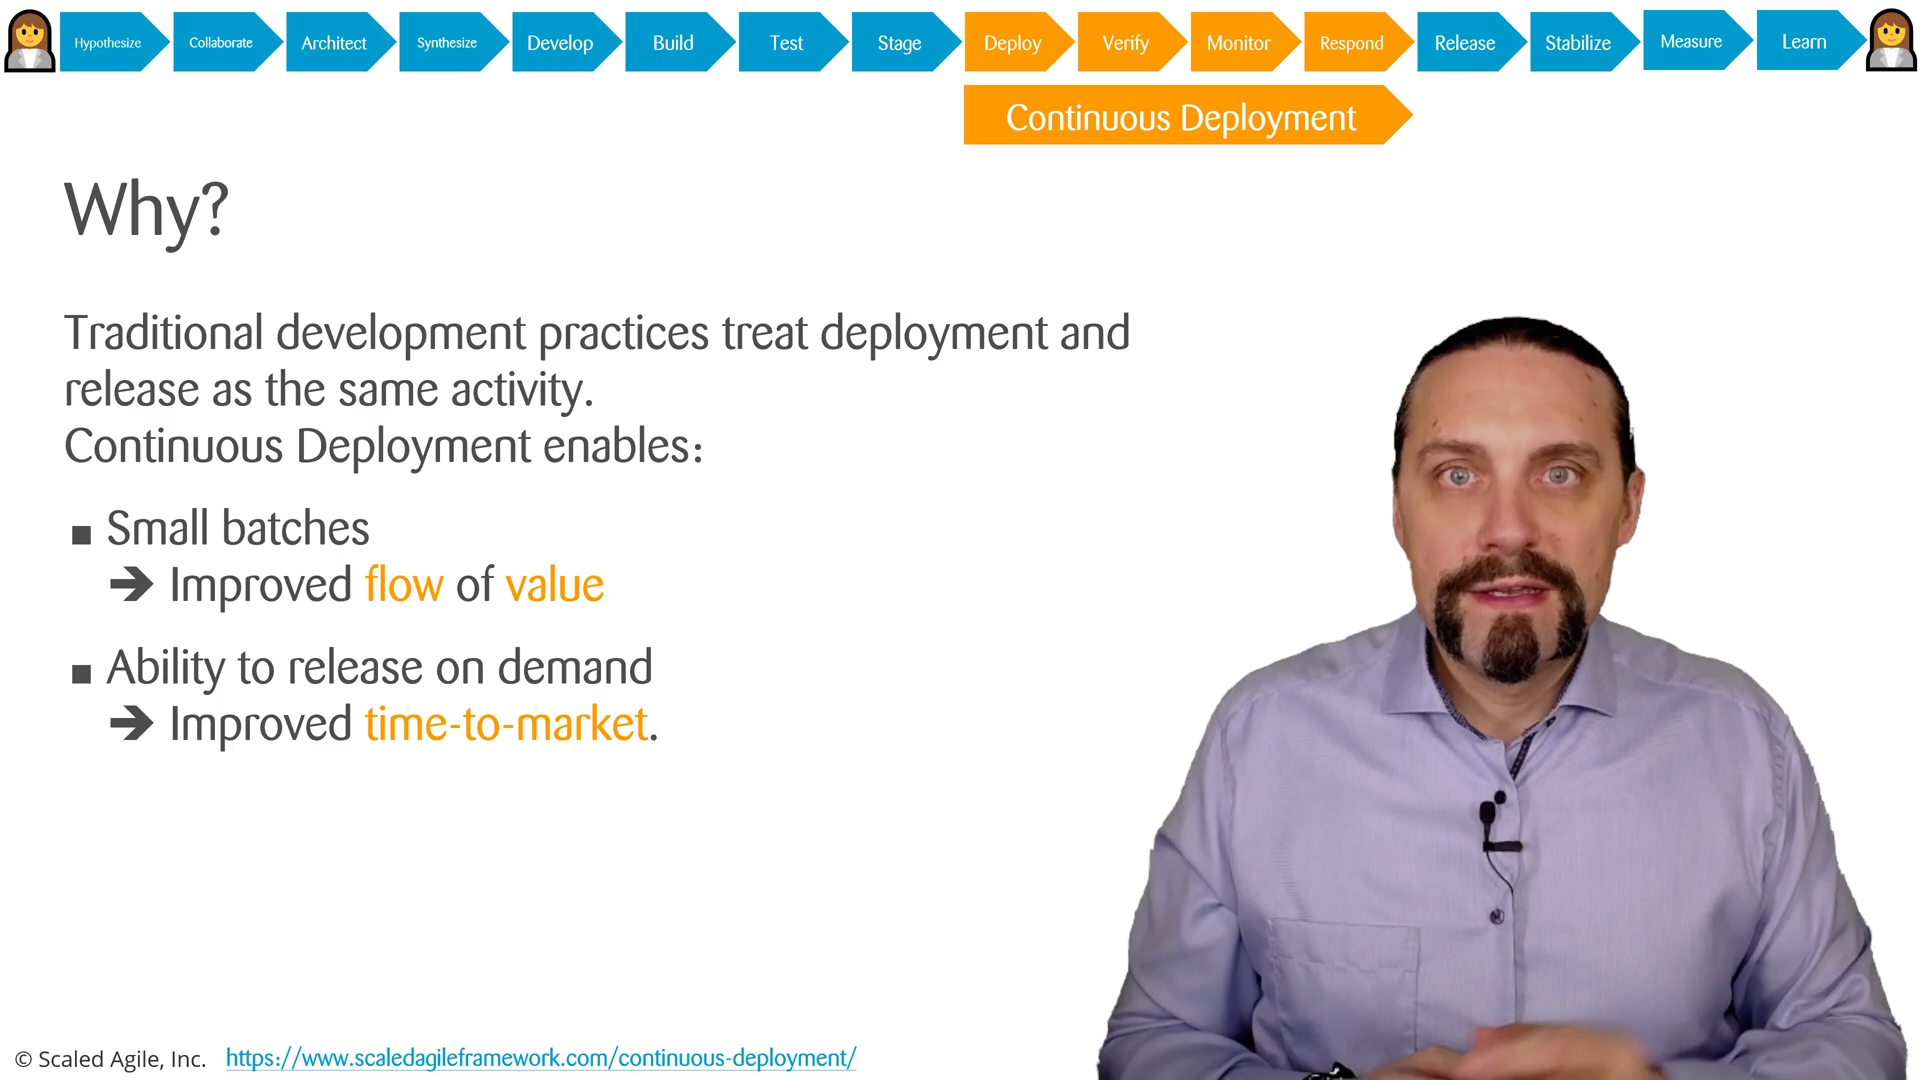 Hypothesize Collaborate Architect Synthesize Develop Build Test Stage Deploy Verify Monitor Respond Release Stabilize Measure Learn
Continuous Deployment
Why?
Traditional development practices treat deployment and
release as the same activity.
Continuous Deployment enables:
▪ Small batches
➔ Improved flow of value
▪ Ability to release on demand
➔ Improved time-to-market.
© Scaled Agile, Inc. https://www.scaledagileframework.com/continuous-deployment/